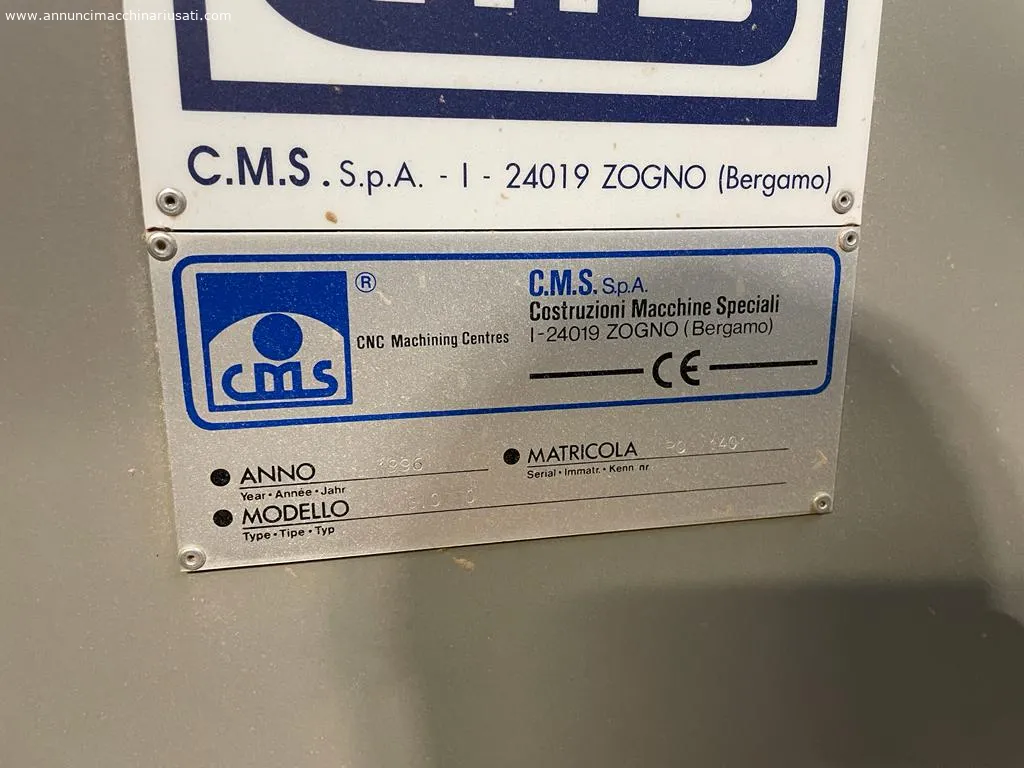 www.annuncimacchinariusati.com
C.M.S. S.p.A. - I - 24019 ZOGNO (Bergamo)
cms ®
CNC Machining Centres
C.M.S. S.p.A.
Costruzioni Macchine Speciali
I-24019 ZOGNO (Bergamo)
CE
ANNO 1996
Year • Année • Jahr
MATRICOLA
Serial • Immatr. • Kenn nr
MODELLO
Type • Tipe • Typ